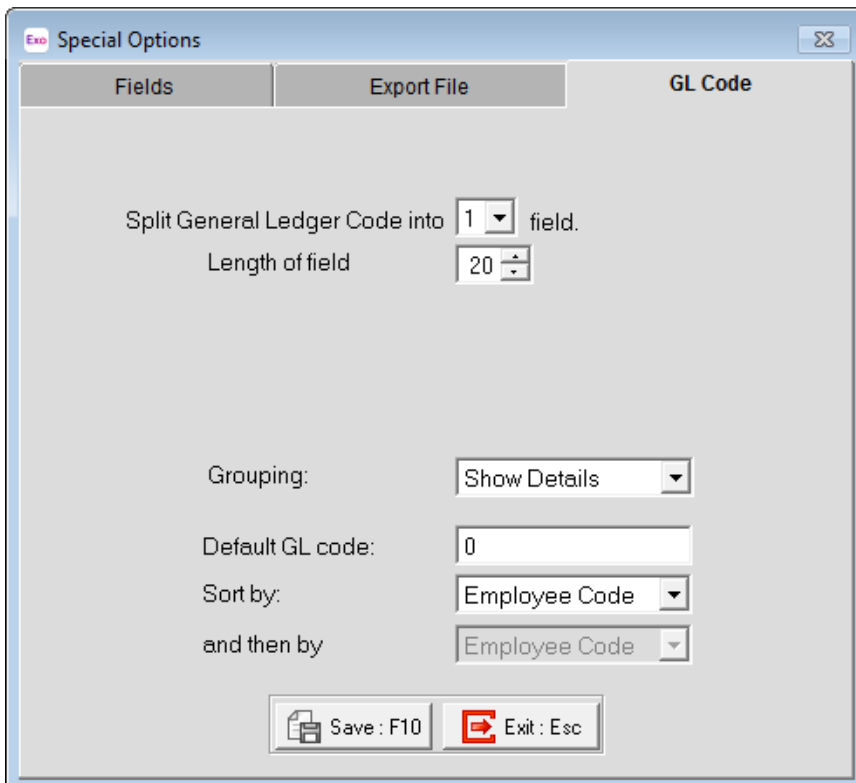 Exo Special Options
Fields Export File GL Code
Split General Ledger Code into 1 field.
Length of field 20
Grouping: Show Details
Default GL code: 0
Sort by: Employee Code
and then by Employee Code
Save : F10 Exit : Esc